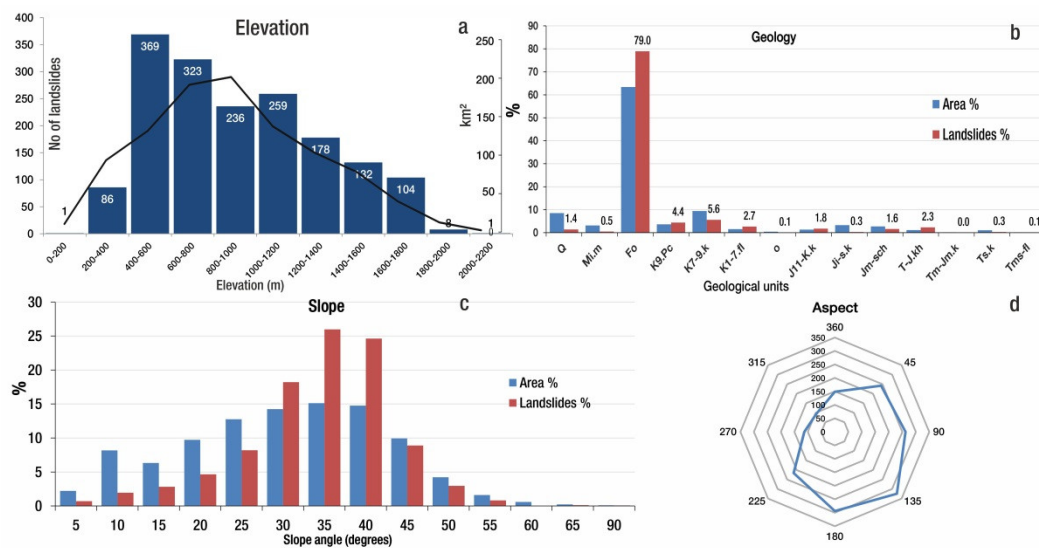 Elevation
a
No of landslides
400
350
300
250
200
150
100
50
0
1
86
369
323
236
259
178
132
104
8
1
0
250
200
150
100
50
0
km²
0-200
200-400
400-600
600-800
800-1000
1000-1200
1200-1400
1400-1600
1600-1800
1800-2000
2000-2200
Elevation (m)
Geology
b
%
90
80
70
60
50
40
30
20
10
0
Area %
Landslides %
1.4
0.5
79.0
4.4
5.6
2.7
0.1
1.8
0.3
1.6
2.3
0.0
0.3
0.1
Q
Mi.m
Fo
K9.Pc
K7-9.k
K1-7.fl
o
J11-K.k
Ji-s.k
Jm-sch
T-J.kh
Tm-Jm.k
Ts.k
Tms-fl
Geological units
Slope
c
%
30
25
20
15
10
5
0
Area %
Landslides %
5 10 15 20 25 30 35 40 45 50 55 60 65 90
Slope angle (degrees)
Aspect
d
360
45
90
135
180
225
270
315
350
300
250
200
150
100
50
0